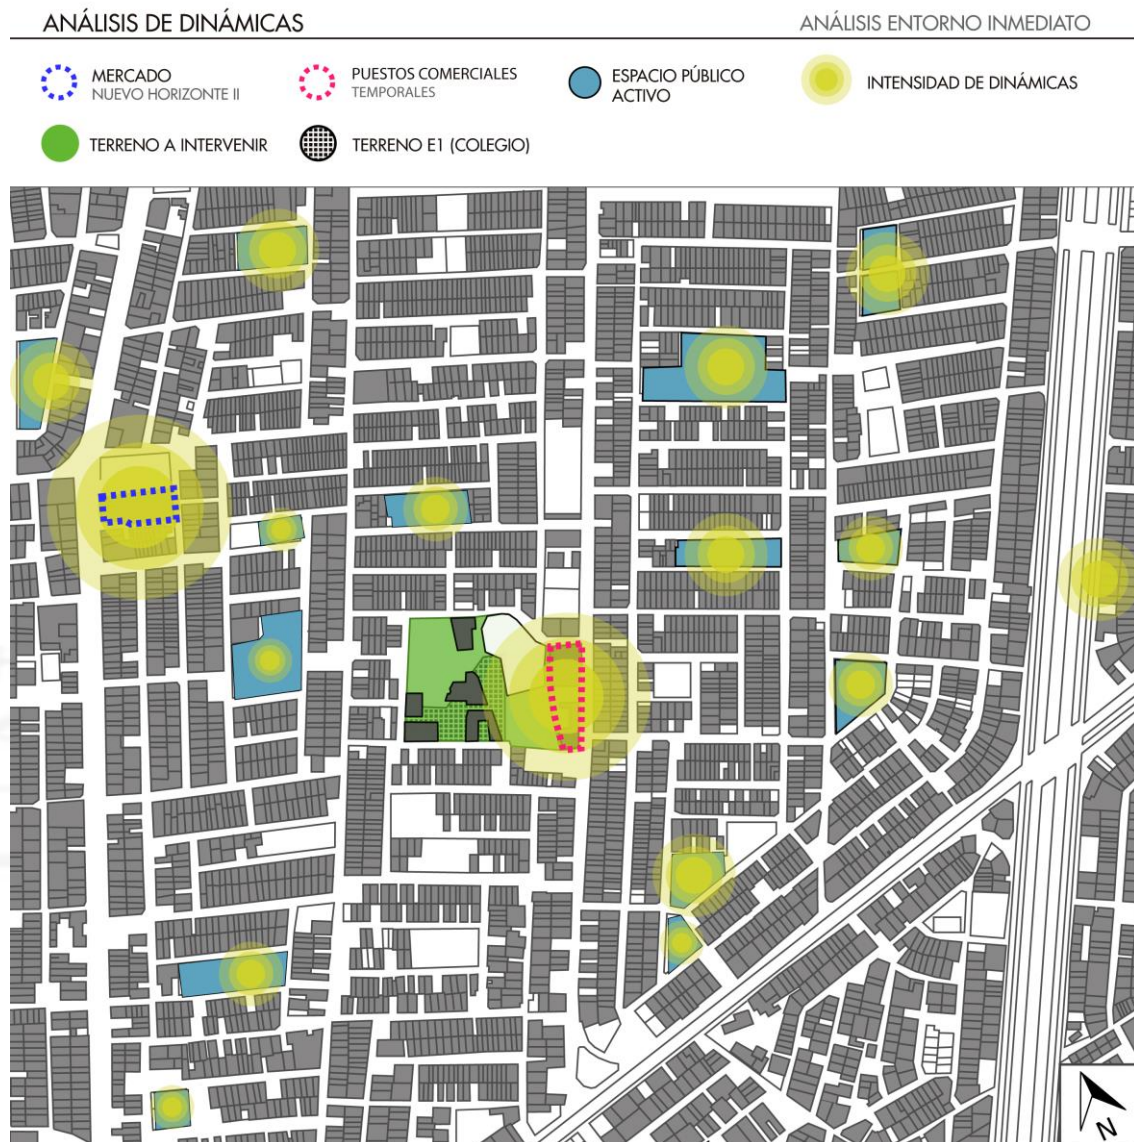 ANÁLISIS DE DINÁMICAS
ANÁLISIS ENTORNO INMEDIATO
MERCADO
NUEVO HORIZONTE II
PUESTOS COMERCIALES
TEMPORALES
ESPACIO PÚBLICO
ACTIVO
INTENSIDAD DE DINÁMICAS
TERRENO A INTERVENIR
TERRENO E1 (COLEGIO)
N